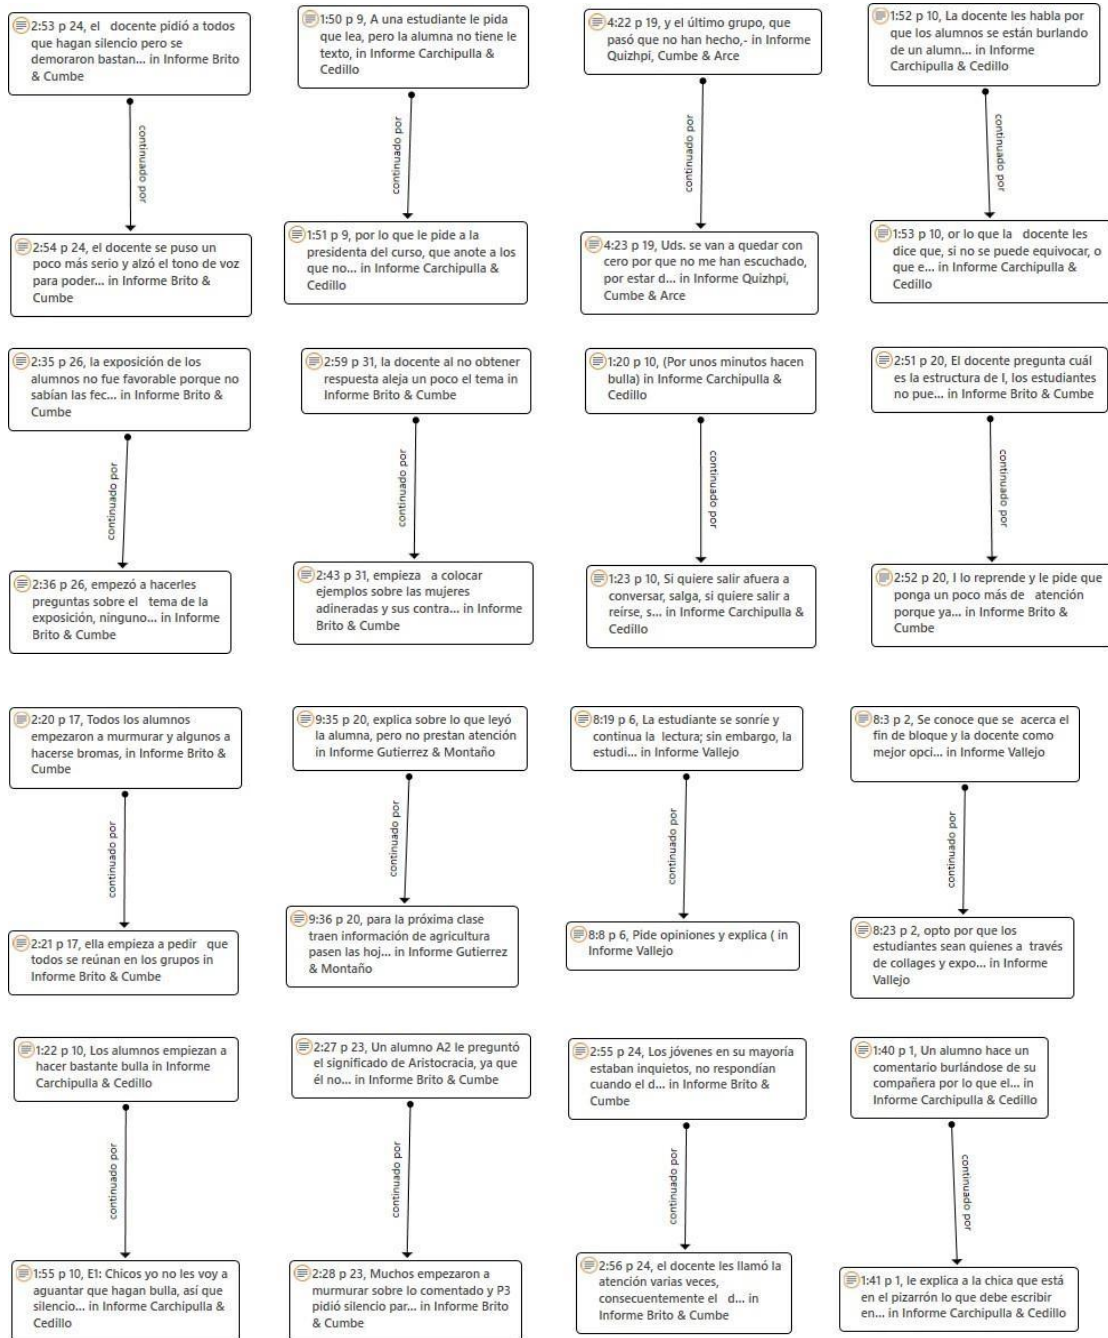 2:53 p 24, el docente pidió a todos
que hagan silencio pero se
demoraron bastan... in Informe Brito
& Cumbe
continuado por
2:54 p 24, el docente se puso un
poco más serio y alzó el tono de voz
para poder... in Informe Brito &
Cumbe
1:50 p 9, A una estudiante le pida
que lea, pero la alumna no tiene le
texto, in Informe Carchipulla &
Cedillo
continuado por
1:51 p 9, por lo que le pide a la
presidenta del curso, que anote a los
que no... in Informe Carchipulla &
Cedillo
4:22 p 19, y el último grupo, que
pasó que no han hecho,- in Informe
Quizhpi, Cumbe & Arce
continuado por
4:23 p 19, Uds. se van a quedar con
cero por que no me han escuchado,
por estar d... in Informe Quizhpi,
Cumbe & Arce
1:52 p 10, La docente les habla por
que los alumnos se están burlando
de un alumn... in Informe
Carchipulla & Cedillo
continuado por
1:53 p 10, or lo que la docente les
dice que, si no se puede equivocar, o
que e... in Informe Carchipulla &
Cedillo
2:35 p 26, la exposición de los
alumnos no fue favorable porque no
sabían las fec... in Informe Brito &
Cumbe
continuado por
2:36 p 26, empezó a hacerles
preguntas sobre el tema de la
exposición, ninguno... in Informe
Brito & Cumbe
2:59 p 31, la docente al no obtener
respuesta aleja un poco el tema in
Informe Brito & Cumbe
continuado por
2:43 p 31, empieza a colocar
ejemplos sobre las mujeres
adineradas y sus contra... in Informe
Brito & Cumbe
1:20 p 10, (Por unos minutos hacen
bulla) in Informe Carchipulla &
Cedillo
continuado por
1:23 p 10, Si quiere salir afuera a
conversar, salga, si quiere salir a
reírse, s... in Informe Carchipulla &
Cedillo
2:51 p 20, El docente pregunta cuál
es la estructura de I, los estudiantes
no pue... in Informe Brito & Cumbe
continuado por
2:52 p 20, I lo reprende y le pide que
ponga un poco más de atención
porque ya... in Informe Brito &
Cumbe
2:20 p 17, Todos los alumnos
empezaron a murmurar y algunos a
hacerse bromas, in Informe Brito &
Cumbe
continuado por
2:21 p 17, ella empieza a pedir que
todos se reúnan en los grupos in
Informe Brito & Cumbe
9:35 p 20, explica sobre lo que leyó
la alumna, pero no prestan atención
in Informe Gutierrez & Montaño
continuado por
9:36 p 20, para la próxima clase
traen información de agricultura
pasen las hoj... in Informe Gutierrez
& Montaño
8:19 p 6, La estudiante se sonríe y
continua la lectura; sin embargo, la
estudi... in Informe Vallejo
continuado por
8:8 p 6, Pide opiniones y explica ( in
Informe Vallejo
8:3 p 2, Se conoce que se acerca el
fin de bloque y la docente como
mejor opci... in Informe Vallejo
continuado por
8:23 p 2, opto por que los
estudiantes sean quienes a través
de collages y expo... in Informe
Vallejo
1:22 p 10, Los alumnos empiezan a
hacer bastante bulla in Informe
Carchipulla & Cedillo
continuado por
1:55 p 10, E1: Chicos yo no les voy a
aguantar que hagan bulla, así que
silencio... in Informe Carchipulla &
Cedillo
2:27 p 23, Un alumno A2 le preguntó
el significado de Aristocracia, ya que
él no... in Informe Brito & Cumbe
continuado por
2:28 p 23, Muchos empezaron a
murmurar sobre lo comentado y P3
pidió silencio par... in Informe Brito
& Cumbe
2:55 p 24, Los jóvenes en su mayoría
estaban inquietos, no respondían
cuando el d... in Informe Brito &
Cumbe
continuado por
2:56 p 24, el docente les llamó la
atención varias veces,
consecuentemente el d... in
Informe Brito & Cumbe
1:40 p 1, Un alumno hace un
comentario burlándose de su
compañera por lo que el... in
Informe Carchipulla & Cedillo
continuado por
1:41 p 1, le explica a la chica que está
en el pizarrón lo que debe escribir
en... in Informe Carchipulla & Cedillo